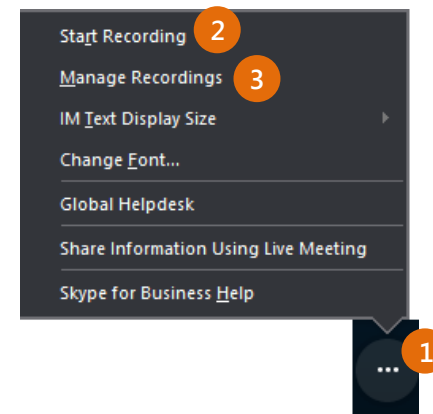 Start Recording 2
Manage Recordings 3
IM Text Display Size
Change Font...
Global Helpdesk
Share Information Using Live Meeting
Skype for Business Help
... 1